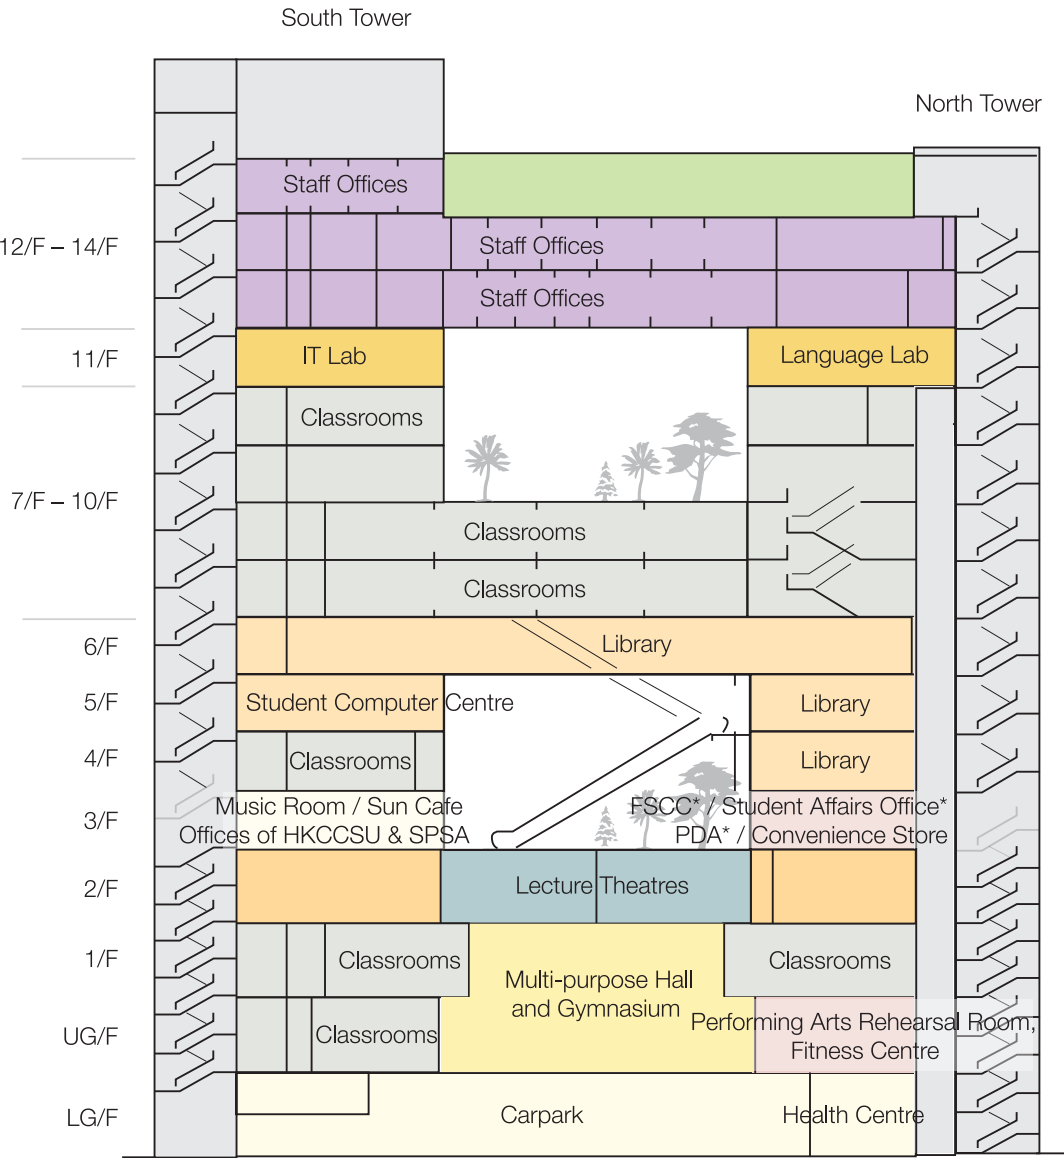 South Tower
North Tower
Staff Offices
12/F – 14/F
Staff Offices
Staff Offices
11/F
IT Lab
Language Lab
Classrooms
7/F – 10/F
Classrooms
Classrooms
6/F
Library
5/F
Student Computer Centre
Library
4/F
Classrooms
Library
3/F
Music Room / Sun Cafe
Offices of HKCCSU & SPSA
FSCC* / Student Affairs Office*
PDA* / Convenience Store
2/F
Lecture Theatres
1/F
Classrooms
Multi-purpose Hall
and Gymnasium
Classrooms
UG/F
Classrooms
Performing Arts Rehearsal Room,
Fitness Centre
LG/F
Carpark
Health Centre